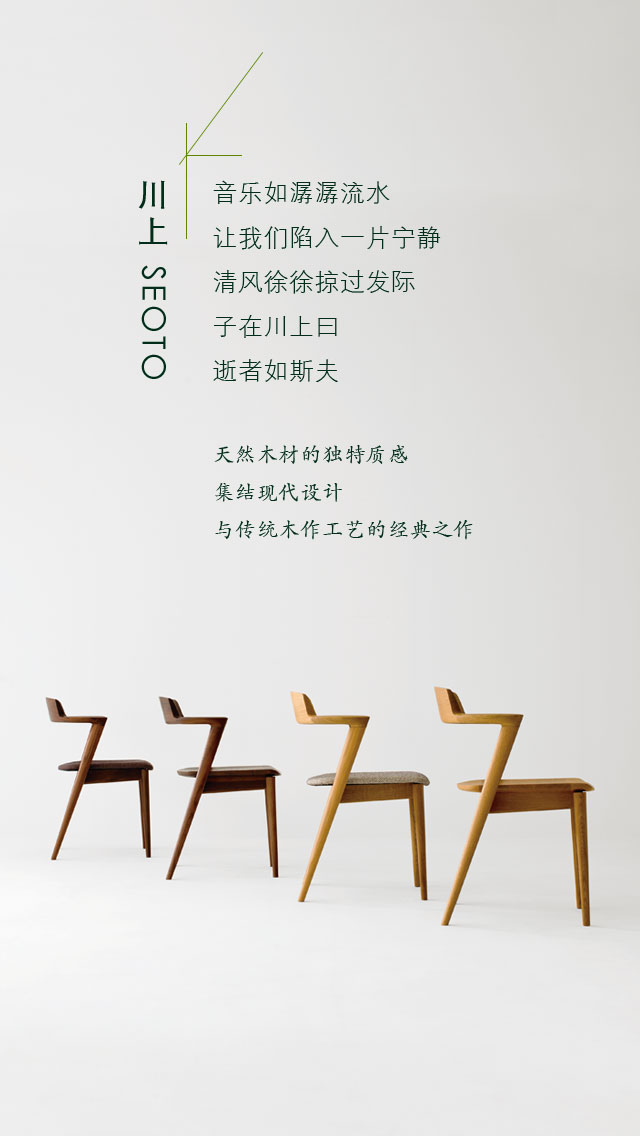 川上 SEOTO
音乐如潺潺流水
让我们陷入一片宁静
清风徐徐掠过发际
子在川上曰
逝者如斯夫
天然木材的独特质感
集结现代设计
与传统木作工艺的经典之作